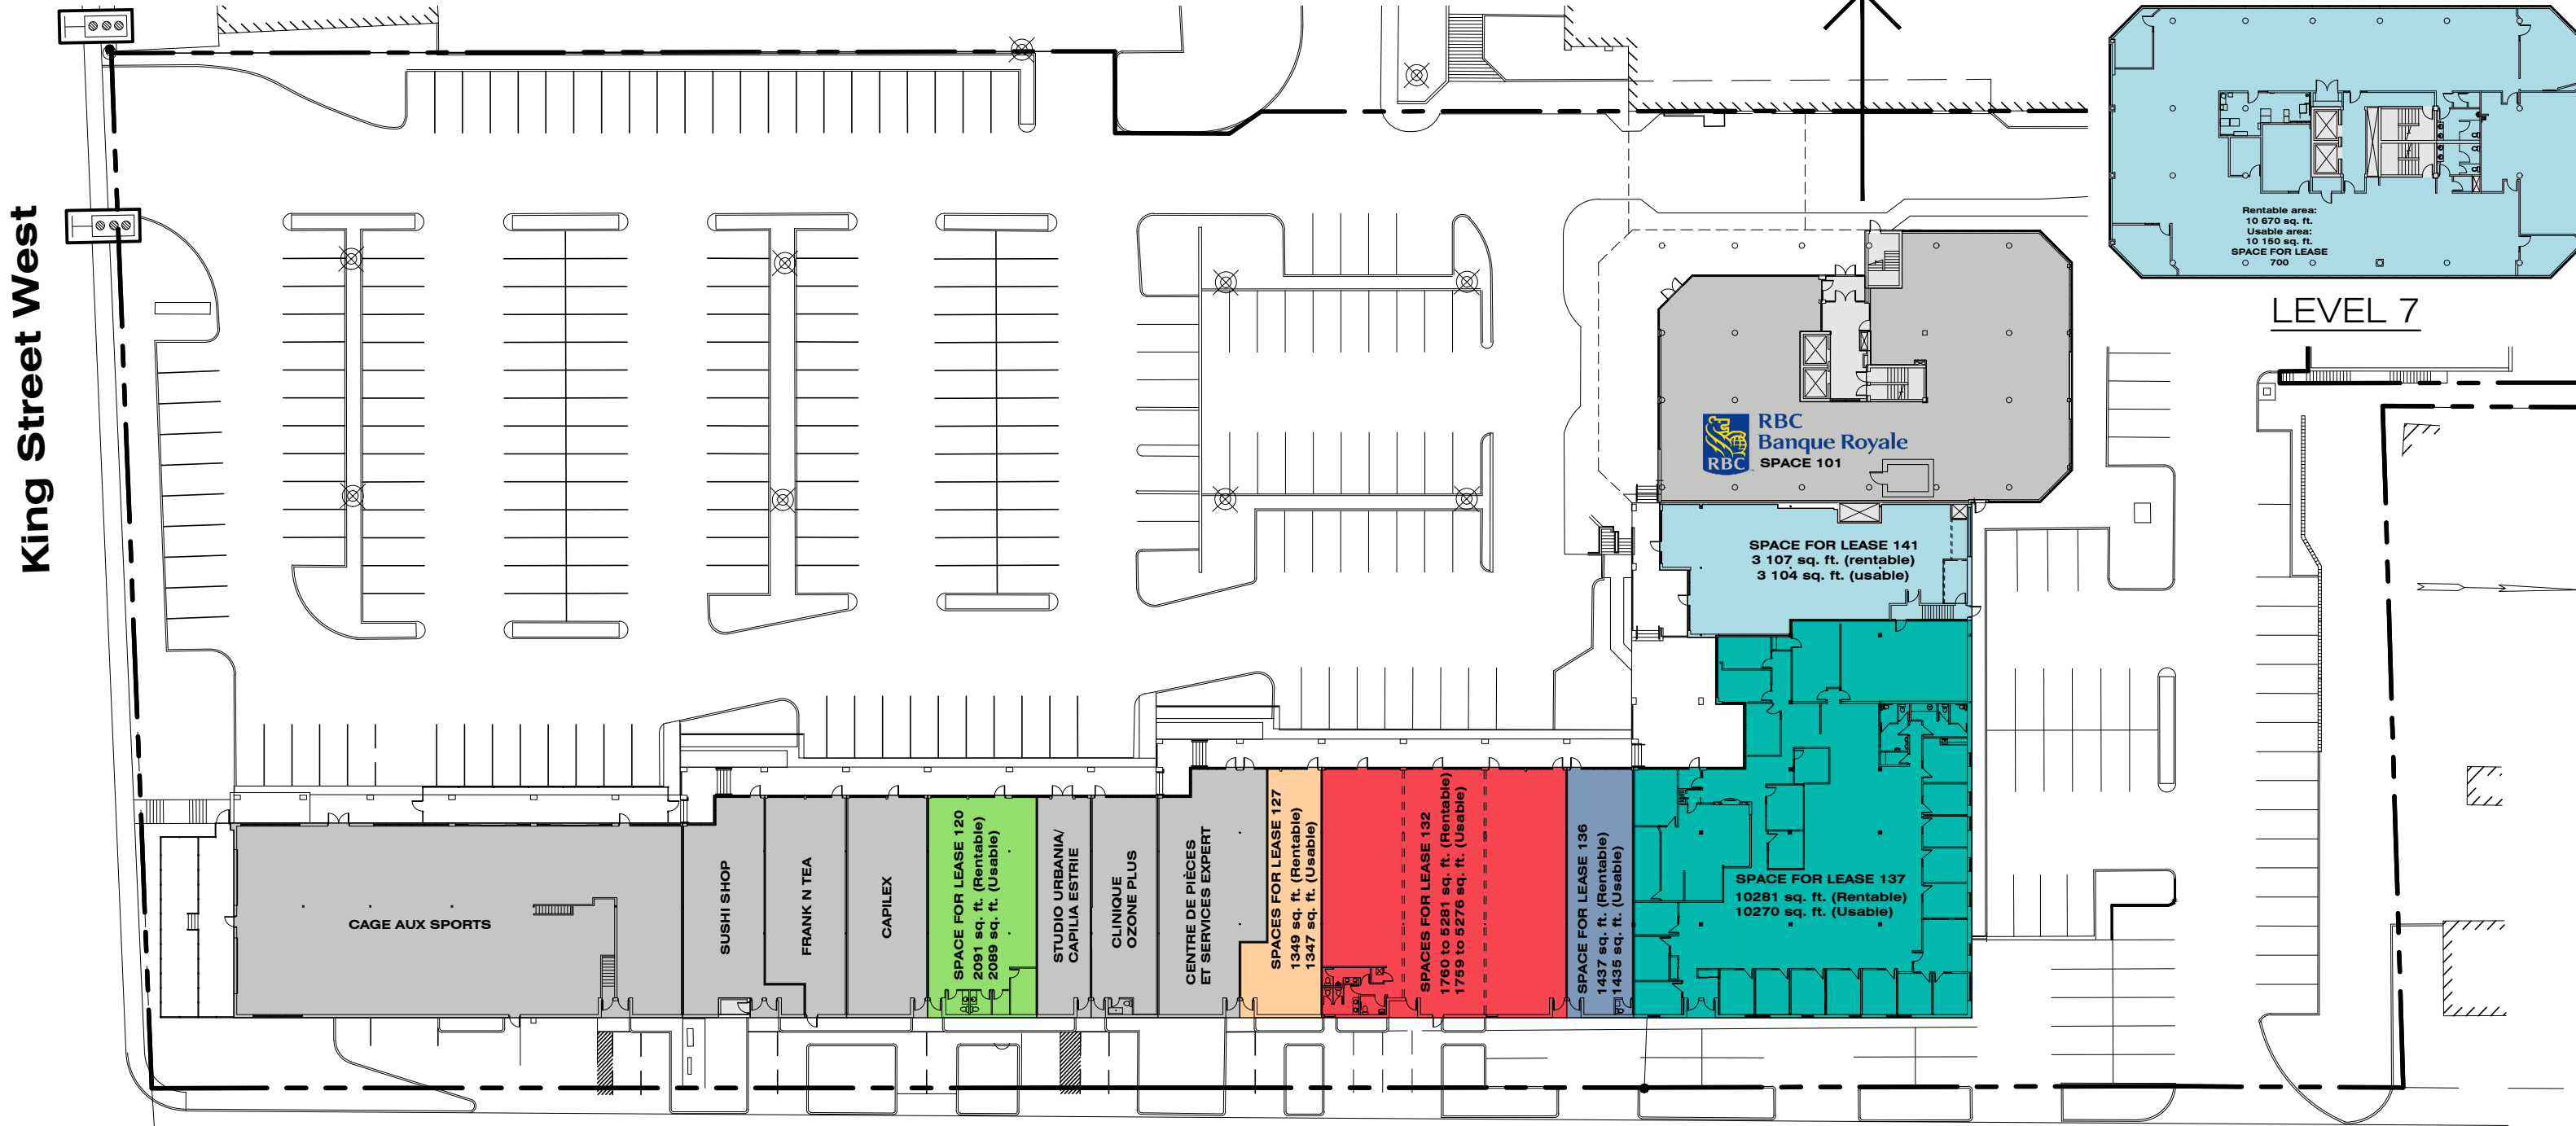 King Street West
Rentable area:
10 670 sq. ft.
Usable area:
10 150 sq. ft.
SPACE FOR LEASE
700
LEVEL 7
RBC
RBC
Banque Royale
SPACE 101
SPACE FOR LEASE 141
3 107 sq. ft. (rentable)
3 104 sq. ft. (usable)
CAGE AUX SPORTS
SUSHI SHOP
FRANK N TEA
CAPILEX
SPACE FOR LEASE 120
2091 sq. ft. (Rentable)
2089 sq. ft. (Usable)
STUDIO URBANIA/
CAPILIA ESTRIE
CLINIQUE
OZONE PLUS
CENTRE DE PIÈCES
ET SERVICES EXPERT
SPACES FOR LEASE 127
1349 sq. ft. (Rentable)
1347 sq. ft. (Usable)
SPACES FOR LEASE 132
1760 to 5281 sq. ft. (Rentable)
1759 to 5276 sq. ft. (Usable)
SPACE FOR LEASE 136
1437 sq. ft. (Rentable)
1435 sq. ft. (Usable)
SPACE FOR LEASE 137
10281 sq. ft. (Rentable)
10270 sq. ft. (Usable)